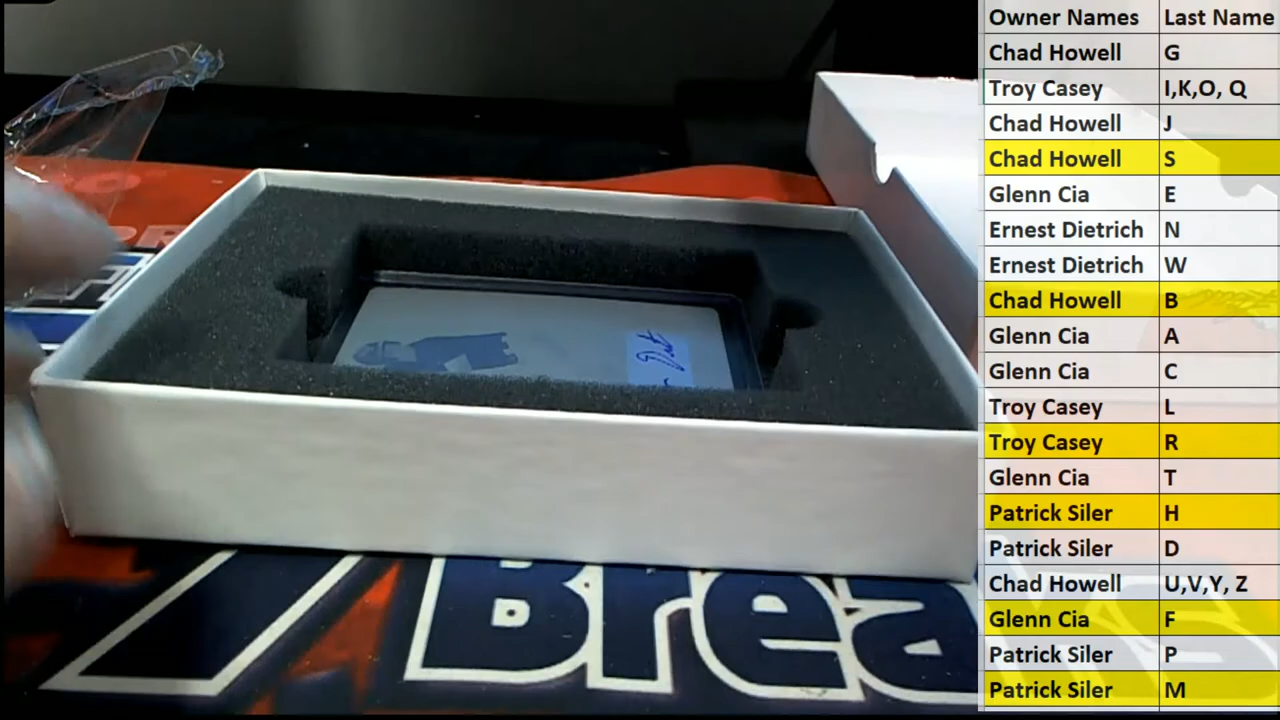 Owner Names Last Name
Chad Howell G
Troy Casey I,K,O, Q
Chad Howell J
Chad Howell S
Glenn Cia E
Ernest Dietrich N
Ernest Dietrich W
Chad Howell B
Glenn Cia A
Glenn Cia C
Troy Casey L
Troy Casey R
Glenn Cia T
Patrick Siler H
Patrick Siler D
Chad Howell U,V,Y, Z
Glenn Cia F
Patrick Siler P
Patrick Siler M
Breaks